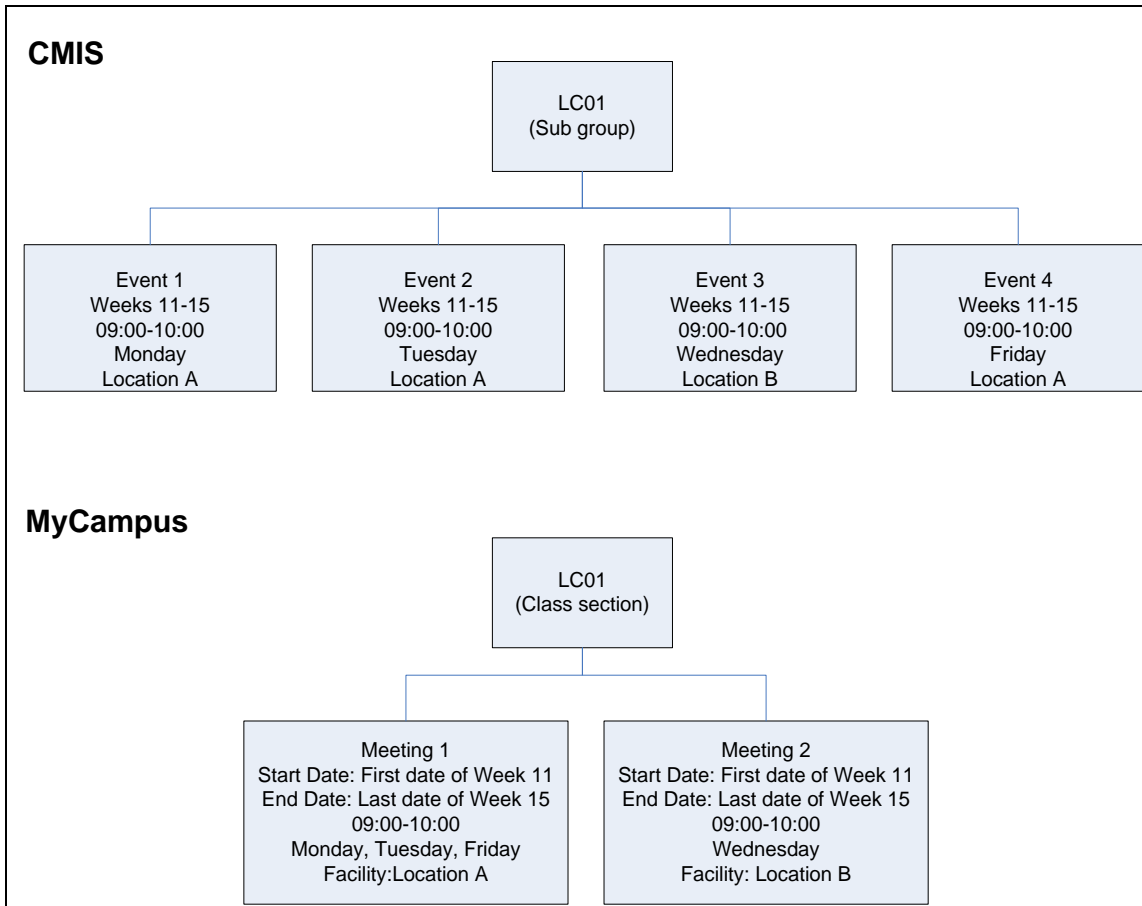 CMIS
LC01
(Sub group)
Event 1
Weeks 11-15
09:00-10:00
Monday
Location A
Event 2
Weeks 11-15
09:00-10:00
Tuesday
Location A
Event 3
Weeks 11-15
09:00-10:00
Wednesday
Location B
Event 4
Weeks 11-15
09:00-10:00
Friday
Location A
MyCampus
LC01
(Class section)
Meeting 1
Start Date: First date of Week 11
End Date: Last date of Week 15
09:00-10:00
Monday, Tuesday, Friday
Facility:Location A
Meeting 2
Start Date: First date of Week 11
End Date: Last date of Week 15
09:00-10:00
Wednesday
Facility: Location B